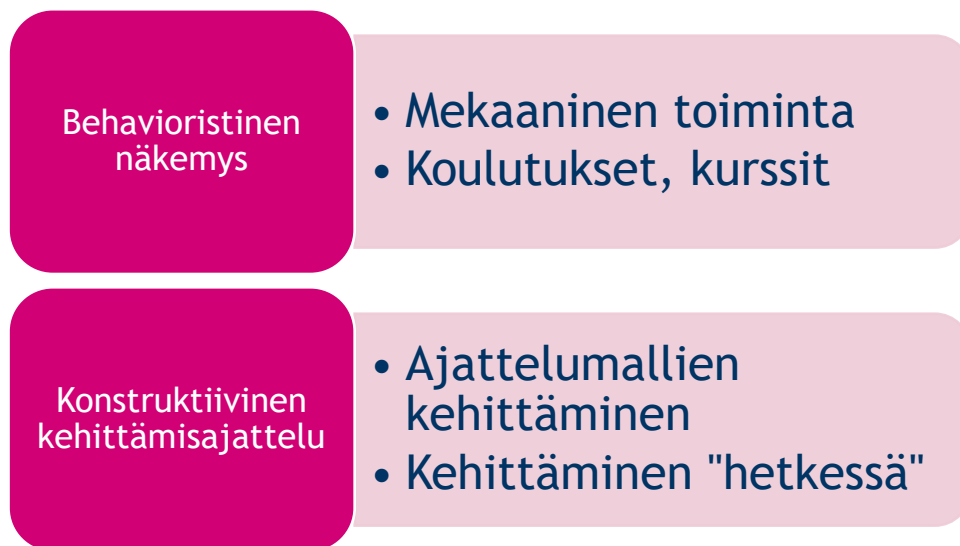 Behavioristinen
näkemys
• Mekaaninen toiminta
• Koulutukset, kurssit
Konstruktiivinen
kehittämisajattelu
• Ajattelumallien
kehittäminen
• Kehittäminen "hetkessä"